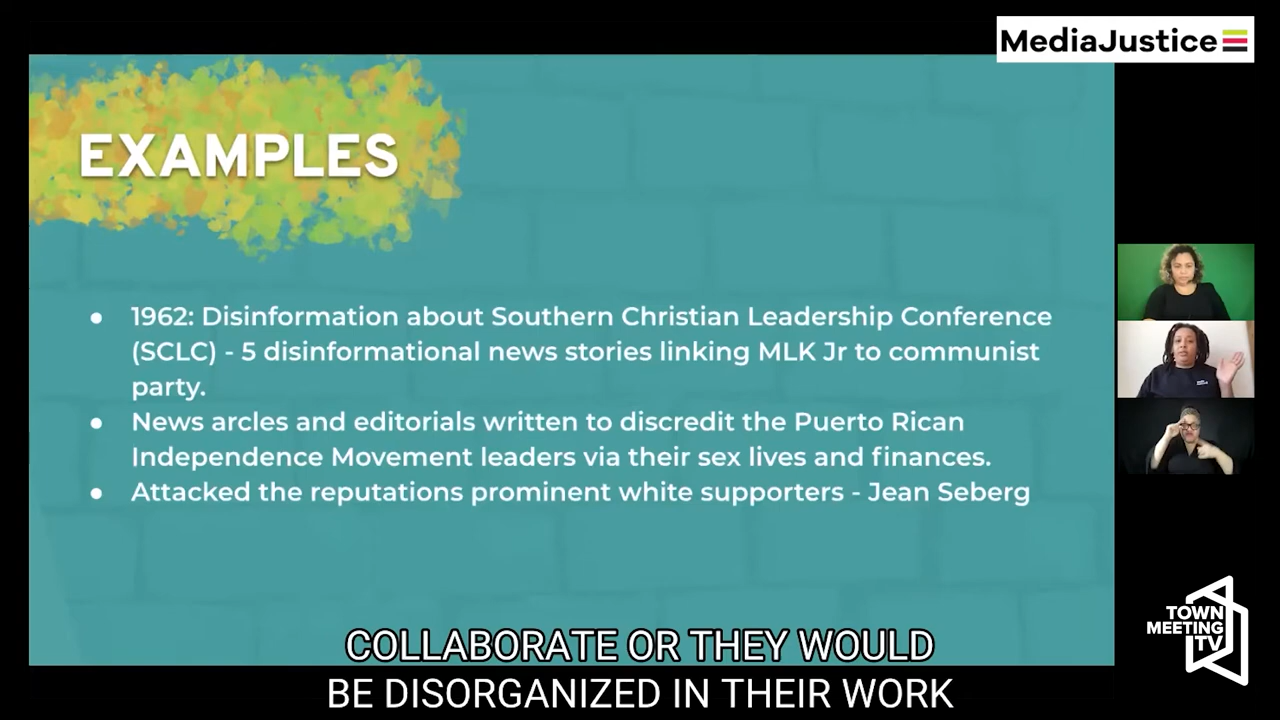 MediaJustice
EXAMPLES
● 1962: Disinformation about Southern Christian Leadership Conference
(SCLC) - 5 disinformational news stories linking MLK Jr to communist
party.
● News arcles and editorials written to discredit the Puerto Rican
Independence Movement leaders via their sex lives and finances.
● Attacked the reputations prominent white supporters - Jean Seberg
TOWN
MEETING
TV
COLLABORATE OR THEY WOULD
BE DISORGANIZED IN THEIR WORK